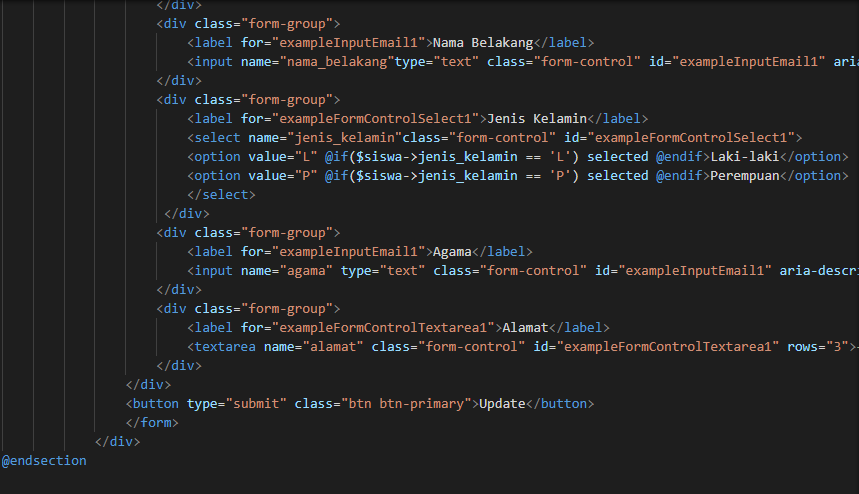 </div>
<div class="form-group">
<label for="exampleInputEmail1">Nama Belakang</label>
<input name="nama_belakang"type="text" class="form-control" id="exampleInputEmail1" aria
</div>
<div class="form-group">
<label for="exampleFormControlSelect1">Jenis Kelamin</label>
<select name="jenis_kelamin"class="form-control" id="exampleFormControlSelect1">
<option value="L" @if($siswa->jenis_kelamin == 'L') selected @endif>Laki-laki</option>
<option value="P" @if($siswa->jenis_kelamin == 'P') selected @endif>Perempuan</option>
</select>
</div>
<div class="form-group">
<label for="exampleInputEmail1">Agama</label>
<input name="agama" type="text" class="form-control" id="exampleInputEmail1" aria-descri
</div>
<div class="form-group">
<label for="exampleFormControlTextarea1">Alamat</label>
<textarea name="alamat" class="form-control" id="exampleFormControlTextarea1" rows="3">
</div>
</div>
<button type="submit" class="btn btn-primary">Update</button>
</form>
</div>
@endsection